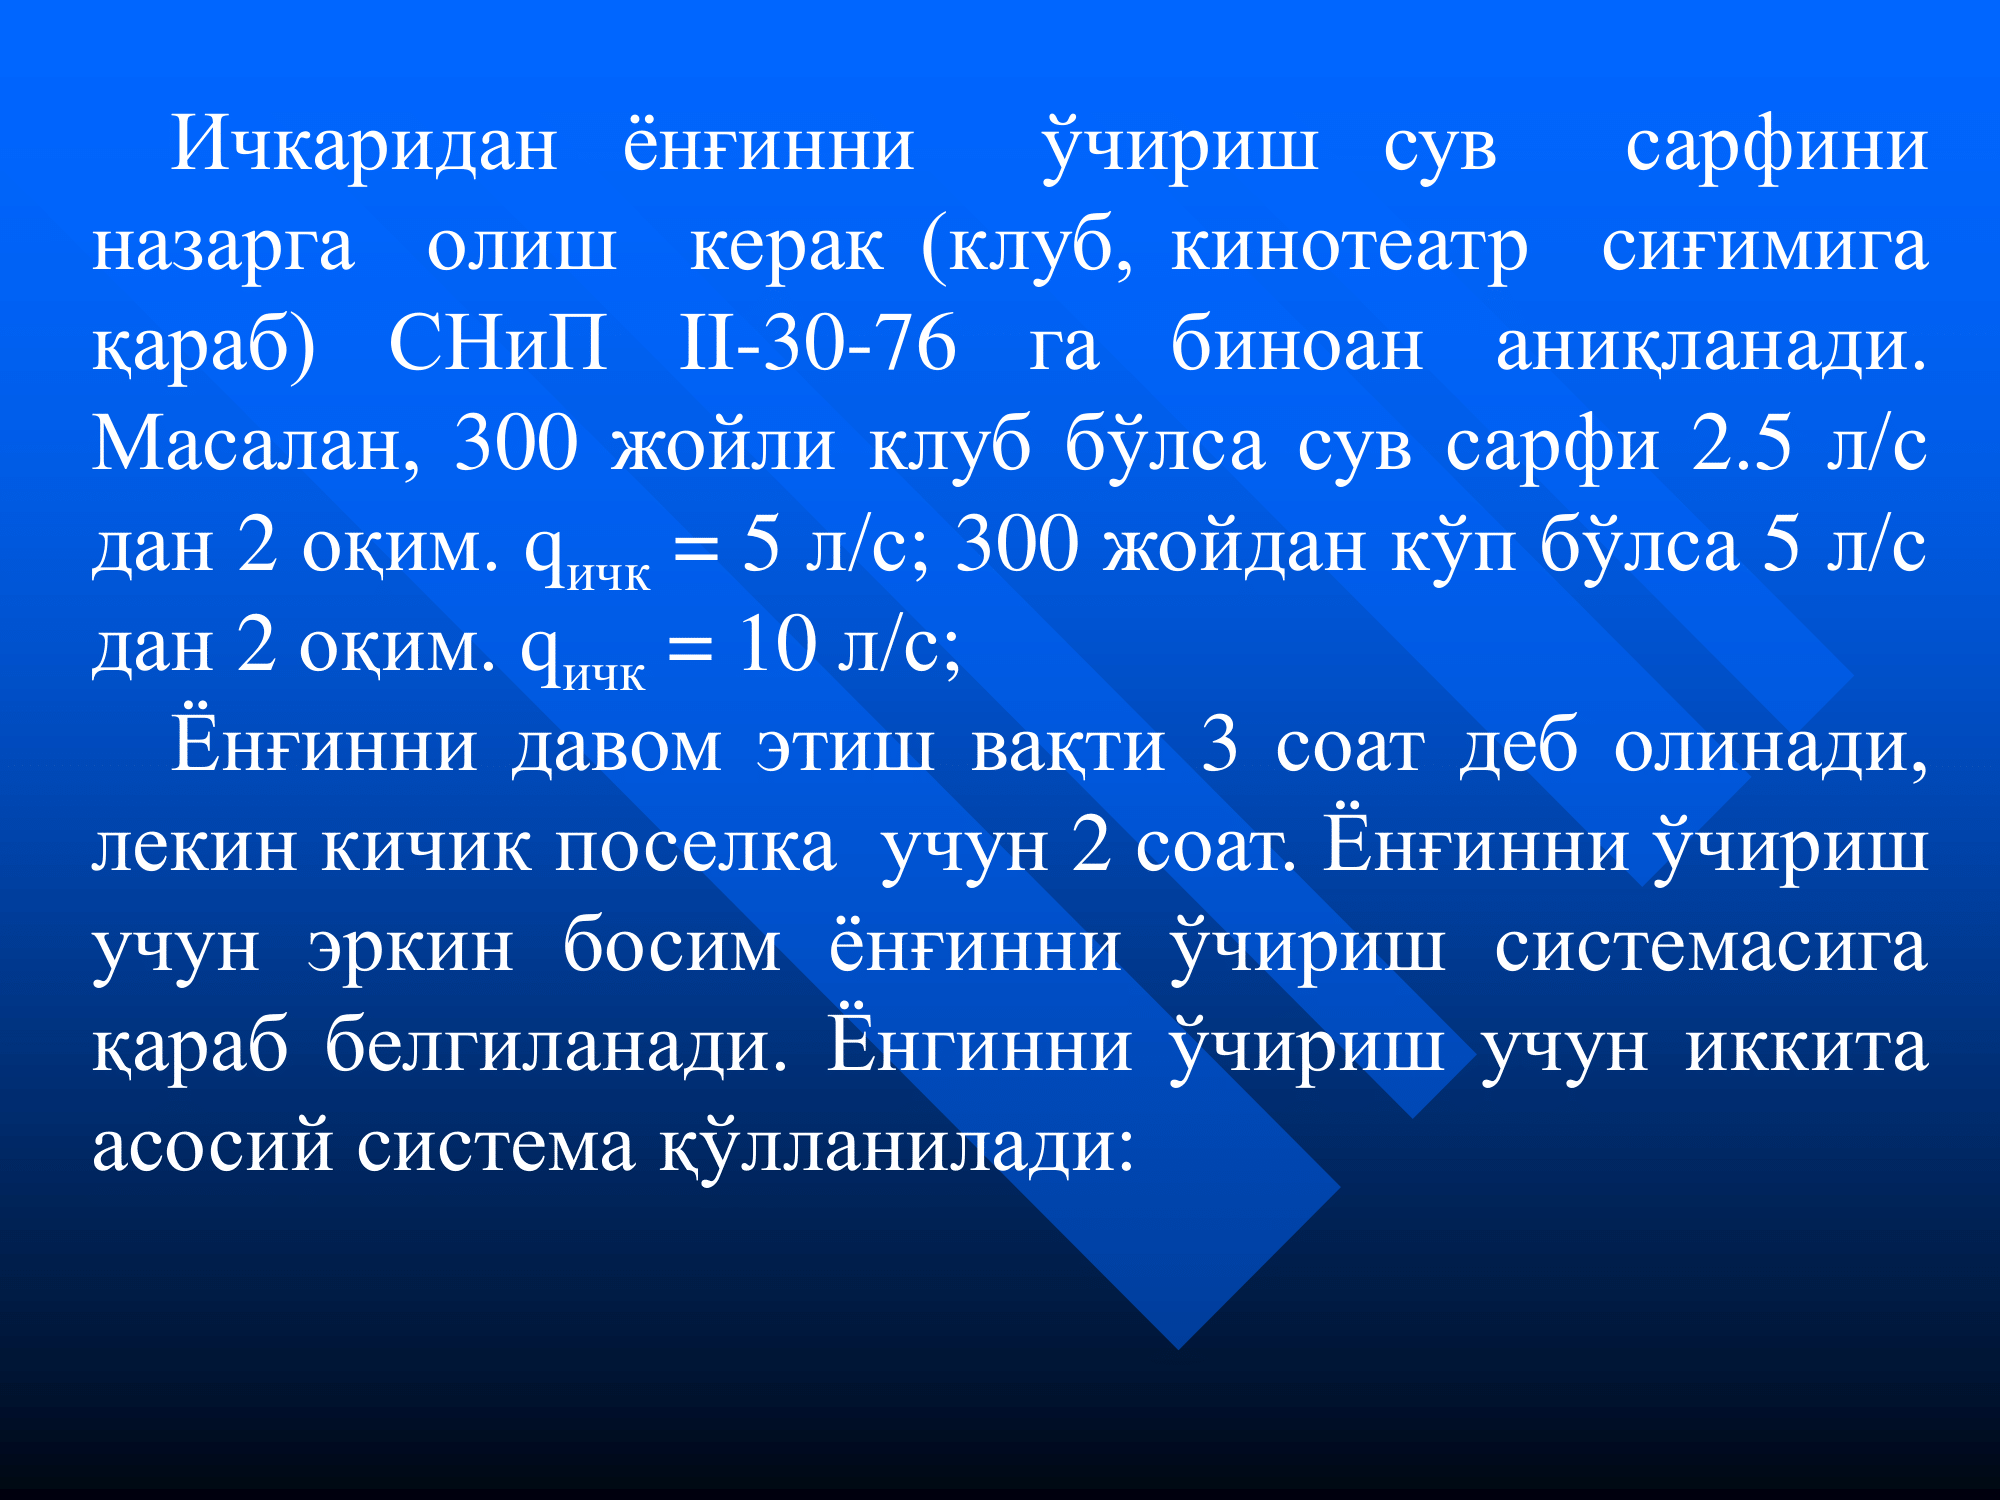 Ичкаридан ёнғинни ўчириш сув сарфини
назарга олиш керак (клуб, кинотеатр сиғимига
қараб) СНиП II-30-76 га биноан аниқланади.
Масалан, 300 жойли клуб бўлса сув сарфи 2.5 л/с
дан 2 оқим. qичк = 5 л/с; 300 жойдан кўп бўлса 5 л/с
дан 2 оқим. qичк = 10 л/с;
Ёнғинни давом этиш вақти 3 соат деб олинади,
лекин кичик поселка учун 2 соат. Ёнғинни ўчириш
учун эркин босим ёнғинни ўчириш системасига
қараб белгиланади. Ёнгинни ўчириш учун иккита
асосий система қўлланилади: